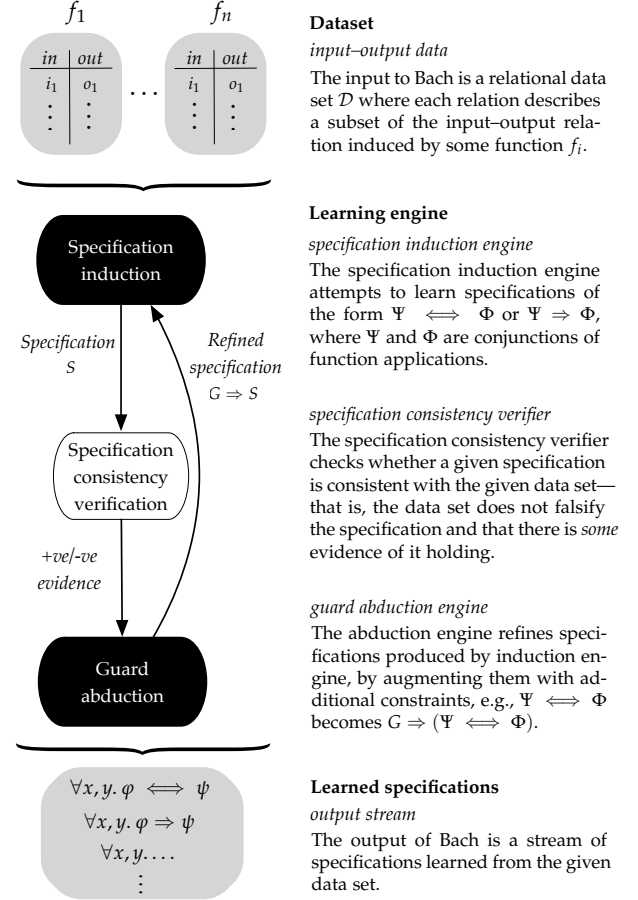 f₁ fₙ
in out in out
i₁ o₁ ... i₁ o₁
⋮ ⋮ ⋮ ⋮
Dataset
input–output data
The input to Bach is a relational data
set 𝒟 where each relation describes
a subset of the input–output rela-
tion induced by some function fᵢ.
Specification
induction
Specification
S
Refined
specification
G ⇒ S
Specification
consistency
verification
+ve/-ve
evidence
Guard
abduction
Learning engine
specification induction engine
The specification induction engine
attempts to learn specifications of
the form Ψ ⟺ Φ or Ψ ⇒ Φ,
where Ψ and Φ are conjunctions of
function applications.
specification consistency verifier
The specification consistency verifier
checks whether a given specification
is consistent with the given data set—
that is, the data set does not falsify
the specification and that there is some
evidence of it holding.
guard abduction engine
The abduction engine refines speci-
fications produced by induction en-
gine, by augmenting them with ad-
ditional constraints, e.g., Ψ ⟺ Φ
becomes G ⇒ (Ψ ⟺ Φ).
∀x, y. φ ⟺ ψ
∀x, y. φ ⇒ ψ
∀x, y. . . .
⋮
Learned specifications
output stream
The output of Bach is a stream of
specifications learned from the given
data set.